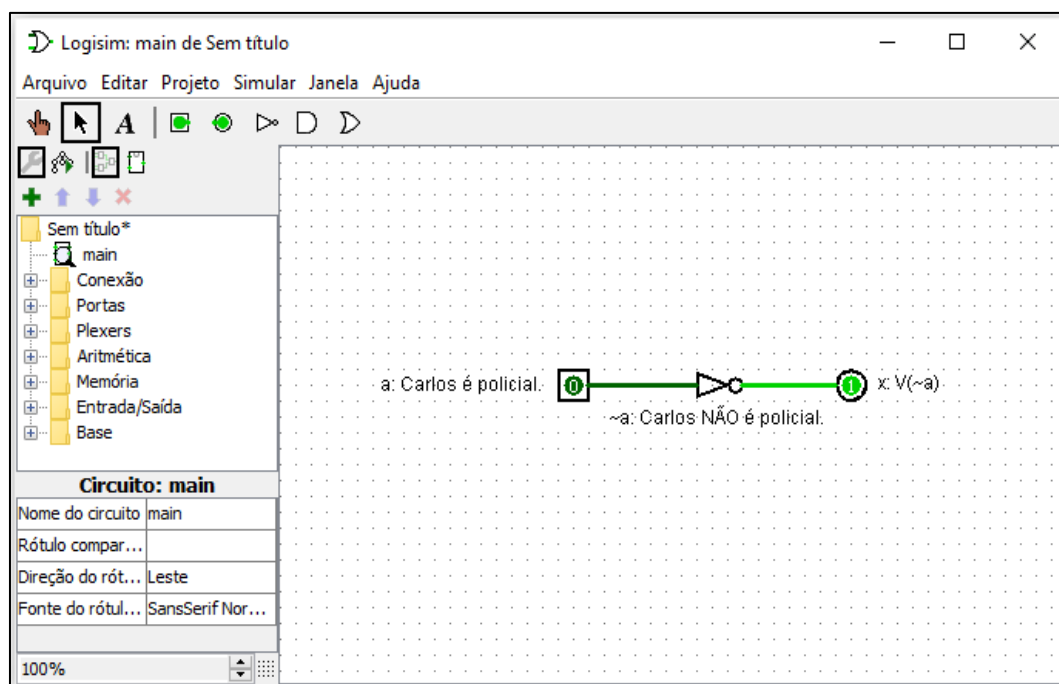 Logisim: main de Sem título
Arquivo Editar Projeto Simular Janela Ajuda
A
Sem título*
main
Conexão
Portas
Plexers
Aritmética
Memória
Entrada/Saída
Base
Circuito: main
Nome do circuito main
Rótulo compar...
Direção do rót... Leste
Fonte do rótul... SansSerif Nor...
100%
a: Carlos é policial. 0 1 x: V(~a)
~a: Carlos NÃO é policial.